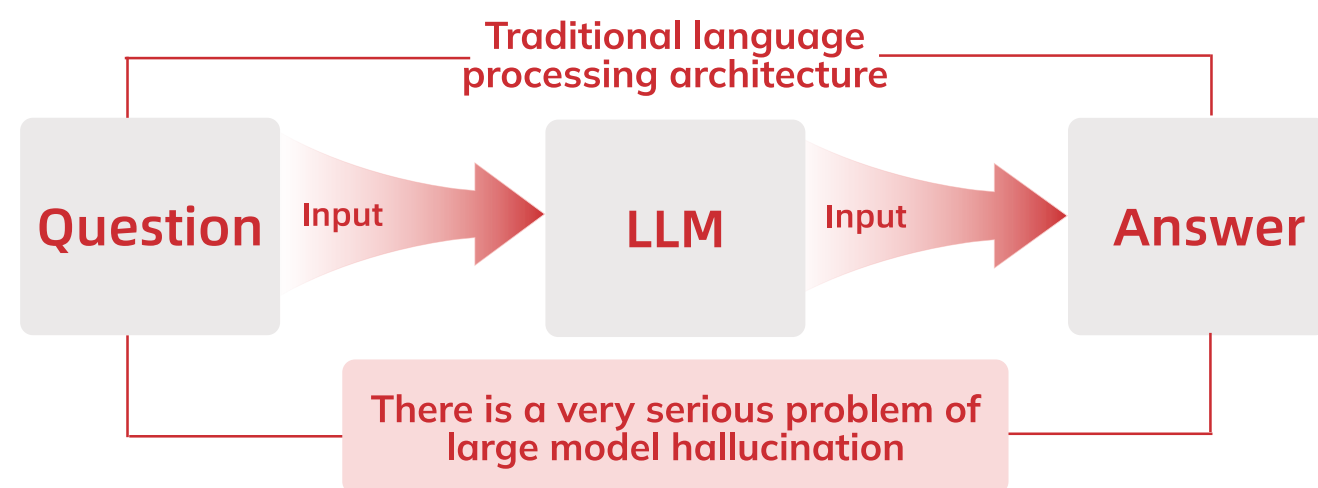 Traditional language
processing architecture
Question
Input
LLM
Input
Answer
There is a very serious problem of
large model hallucination